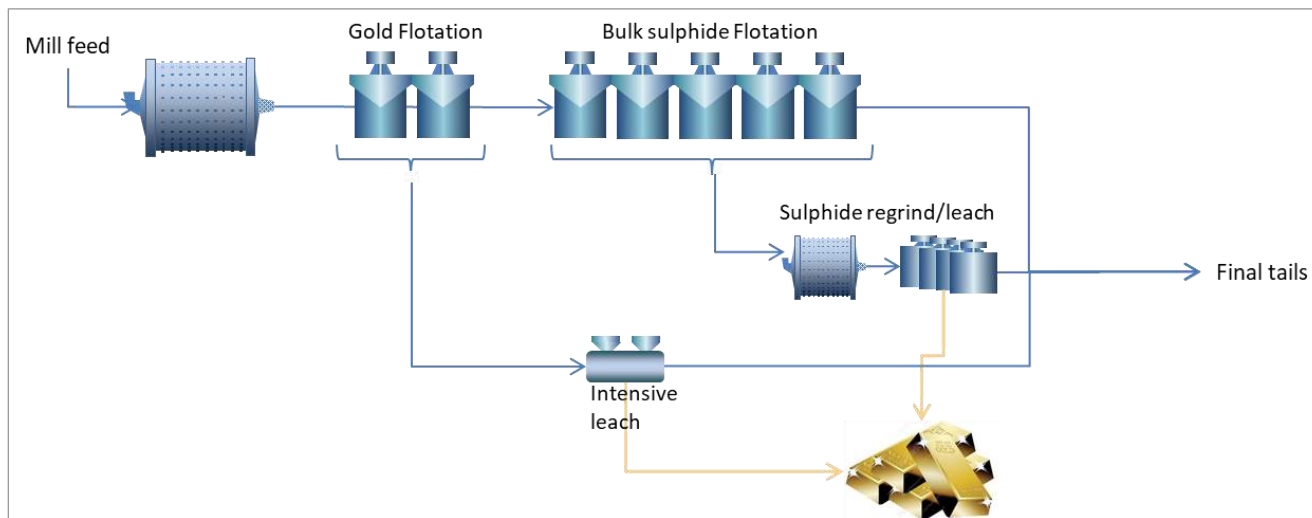 Gold Flotation
Bulk sulphide Flotation
Mill feed
Sulphide regrind/leach
Final tails
Intensive
leach